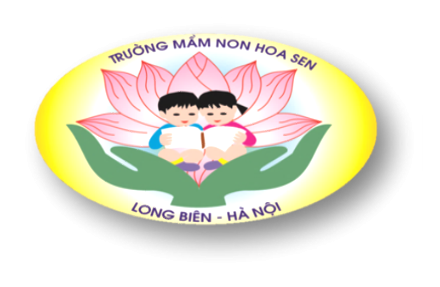 TRƯỜNG MẦM NON HOA SEN
LONG BIÊN - HÀ NỘI